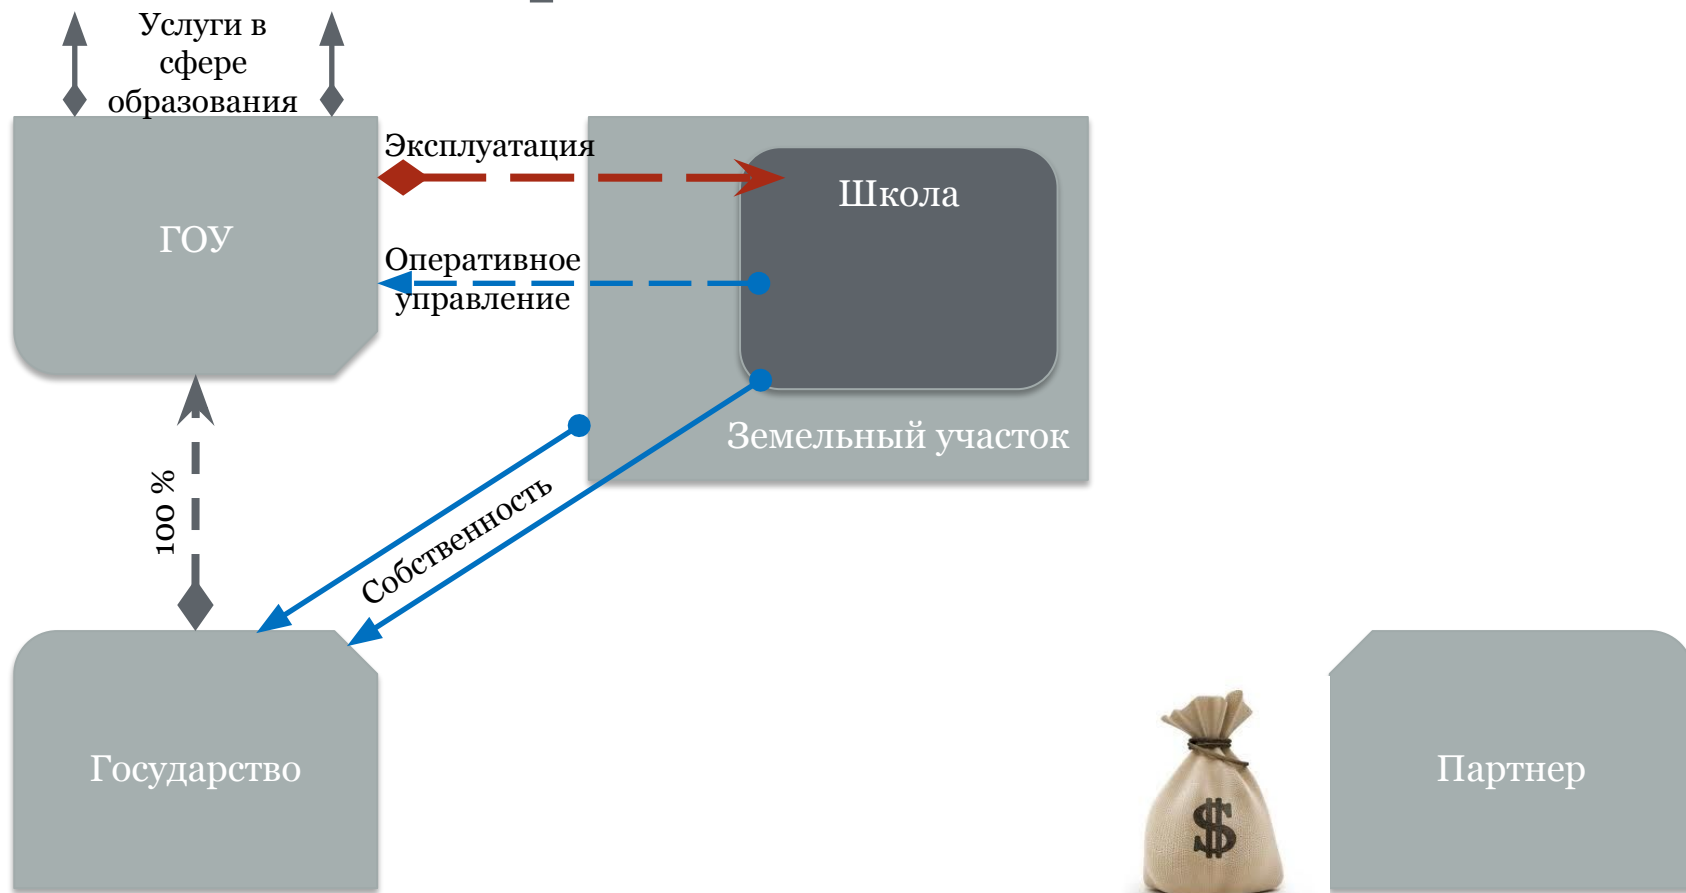 Услуги в
сфере
образования
Эксплуатация
Школа
ГОУ
Оперативное
управление
Земельный участок
100 %
Собственность
Государство
$
Партнер